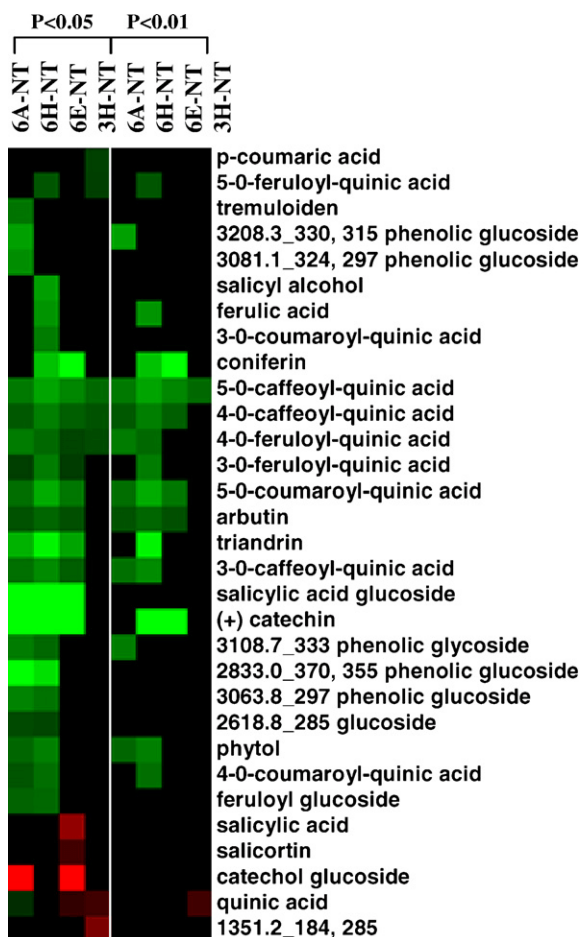 P<0.05 P<0.01
6A-NT 6H-NT 6E-NT 3H-NT 6A-NT 6H-NT 6E-NT 3H-NT
p-coumaric acid
5-0-feruloyl-quinic acid
tremuloiden
3208.3_330, 315 phenolic glucoside
3081.1_324, 297 phenolic glucoside
salicyl alcohol
ferulic acid
3-0-coumaroyl-quinic acid
coniferin
5-0-caffeoyl-quinic acid
4-0-caffeoyl-quinic acid
4-0-feruloyl-quinic acid
3-0-feruloyl-quinic acid
5-0-coumaroyl-quinic acid
arbutin
triandrin
3-0-caffeoyl-quinic acid
salicylic acid glucoside
(+) catechin
3108.7_333 phenolic glycoside
2833.0_370, 355 phenolic glucoside
3063.8_297 phenolic glucoside
2618.8_285 glucoside
phytol
4-0-coumaroyl-quinic acid
feruloyl glucoside
salicylic acid
salicortin
catechol glucoside
quinic acid
1351.2_184, 285